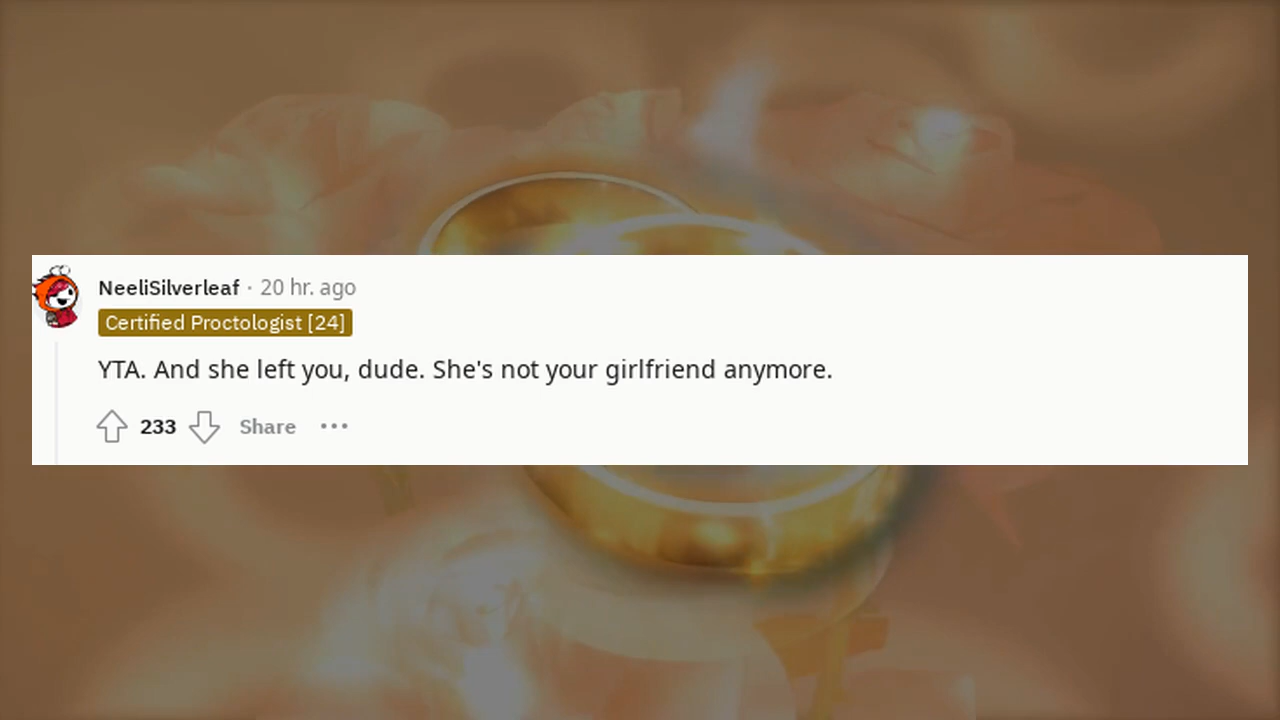 NeeliSilverleaf · 20 hr. ago
Certified Proctologist [24]
YTA. And she left you, dude. She's not your girlfriend anymore.
233 Share •••